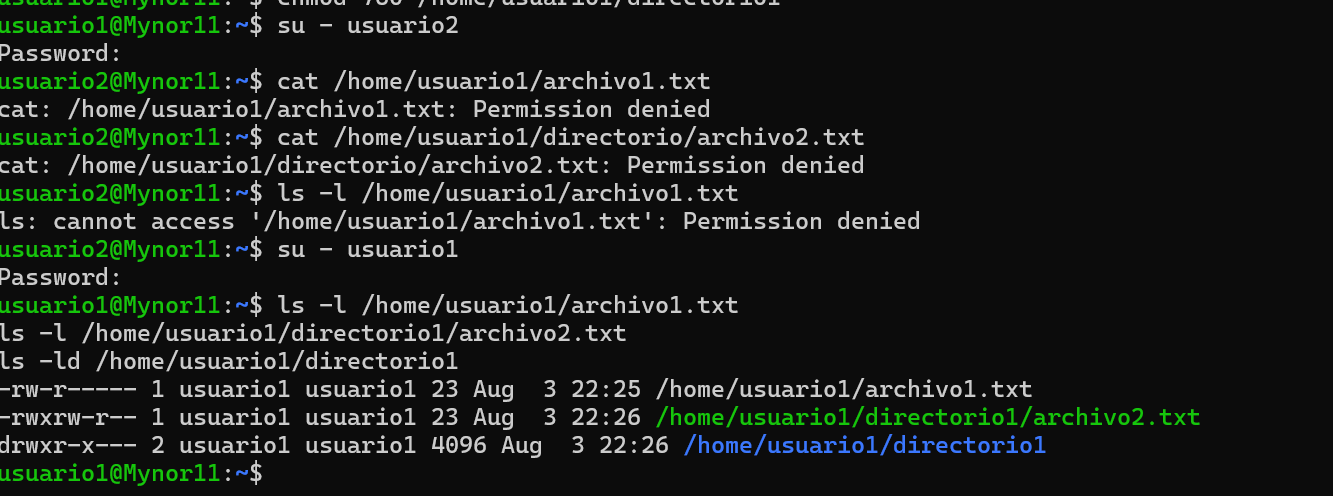 usuario1@Mynor11:~$ chmod 750 /home/usuario1/directorio1
usuario1@Mynor11:~$ su - usuario2
Password:
usuario2@Mynor11:~$ cat /home/usuario1/archivo1.txt
cat: /home/usuario1/archivo1.txt: Permission denied
usuario2@Mynor11:~$ cat /home/usuario1/directorio/archivo2.txt
cat: /home/usuario1/directorio/archivo2.txt: Permission denied
usuario2@Mynor11:~$ ls -l /home/usuario1/archivo1.txt
ls: cannot access '/home/usuario1/archivo1.txt': Permission denied
usuario2@Mynor11:~$ su - usuario1
Password:
usuario1@Mynor11:~$ ls -l /home/usuario1/archivo1.txt
ls -l /home/usuario1/directorio1/archivo2.txt
ls -ld /home/usuario1/directorio1
-rw-r----- 1 usuario1 usuario1 23 Aug  3 22:25 /home/usuario1/archivo1.txt
-rwxrw-r-- 1 usuario1 usuario1 23 Aug  3 22:26 /home/usuario1/directorio1/archivo2.txt
drwxr-x--- 2 usuario1 usuario1 4096 Aug  3 22:26 /home/usuario1/directorio1
usuario1@Mynor11:~$